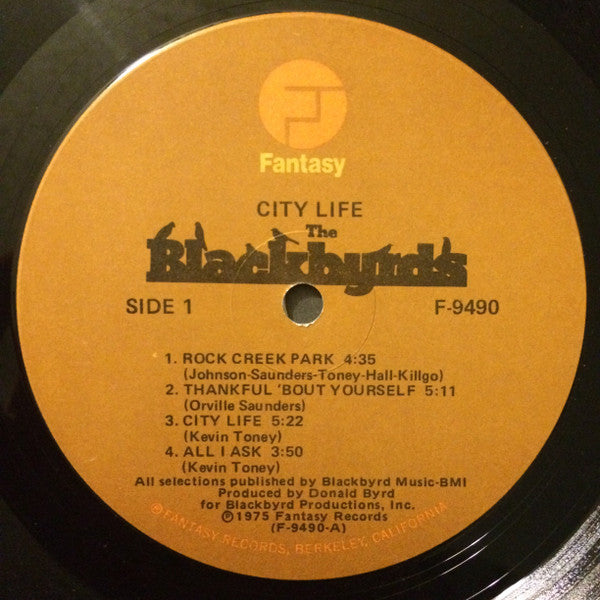 Fantasy
CITY LIFE
The
Blackbyrds
SIDE 1 F-9490
1. ROCK CREEK PARK 4:35
(Johnson-Saunders-Toney-Hall-Killgo)
2. THANKFUL 'BOUT YOURSELF 5:11
(Orville Saunders)
3. CITY LIFE 5:22
(Kevin Toney)
4. ALL I ASK 3:50
(Kevin Toney)
All selections published by Blackbyrd Music-BMI
Produced by Donald Byrd
for Blackbyrd Productions, Inc.
Ⓟ1975 Fantasy Records
(F-9490-A)
®FANTASY RECORDS, BERKELEY, CALIFORNIA